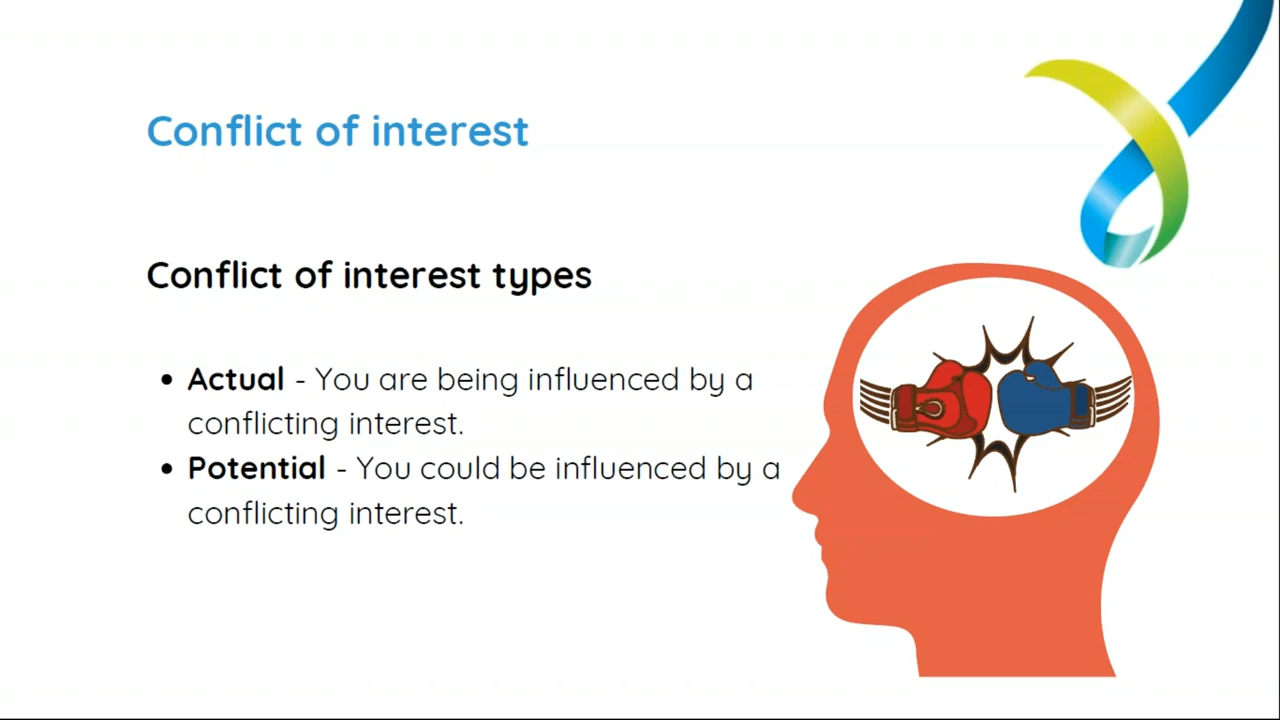 Conflict of interest
Conflict of interest types
• Actual - You are being influenced by a
conflicting interest.
• Potential - You could be influenced by a
conflicting interest.